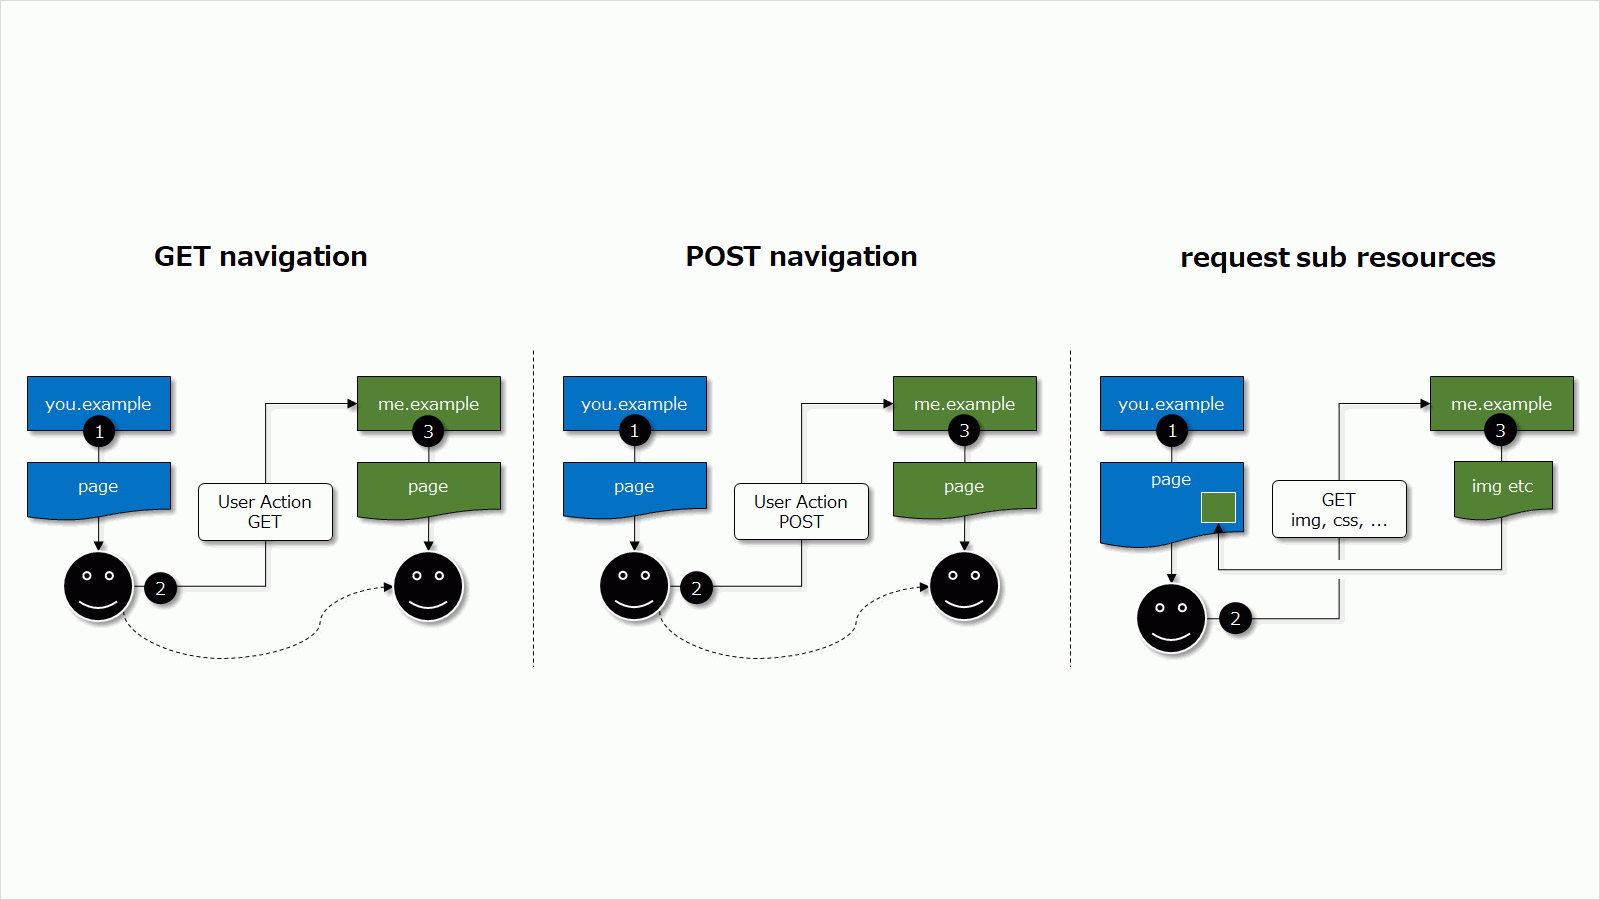 GET navigation
you.example
1
page
User Action
GET
2
me.example
3
page
POST navigation
you.example
1
page
User Action
POST
2
me.example
3
page
request sub resources
you.example
1
page
GET
img, css, ...
2
me.example
3
img etc